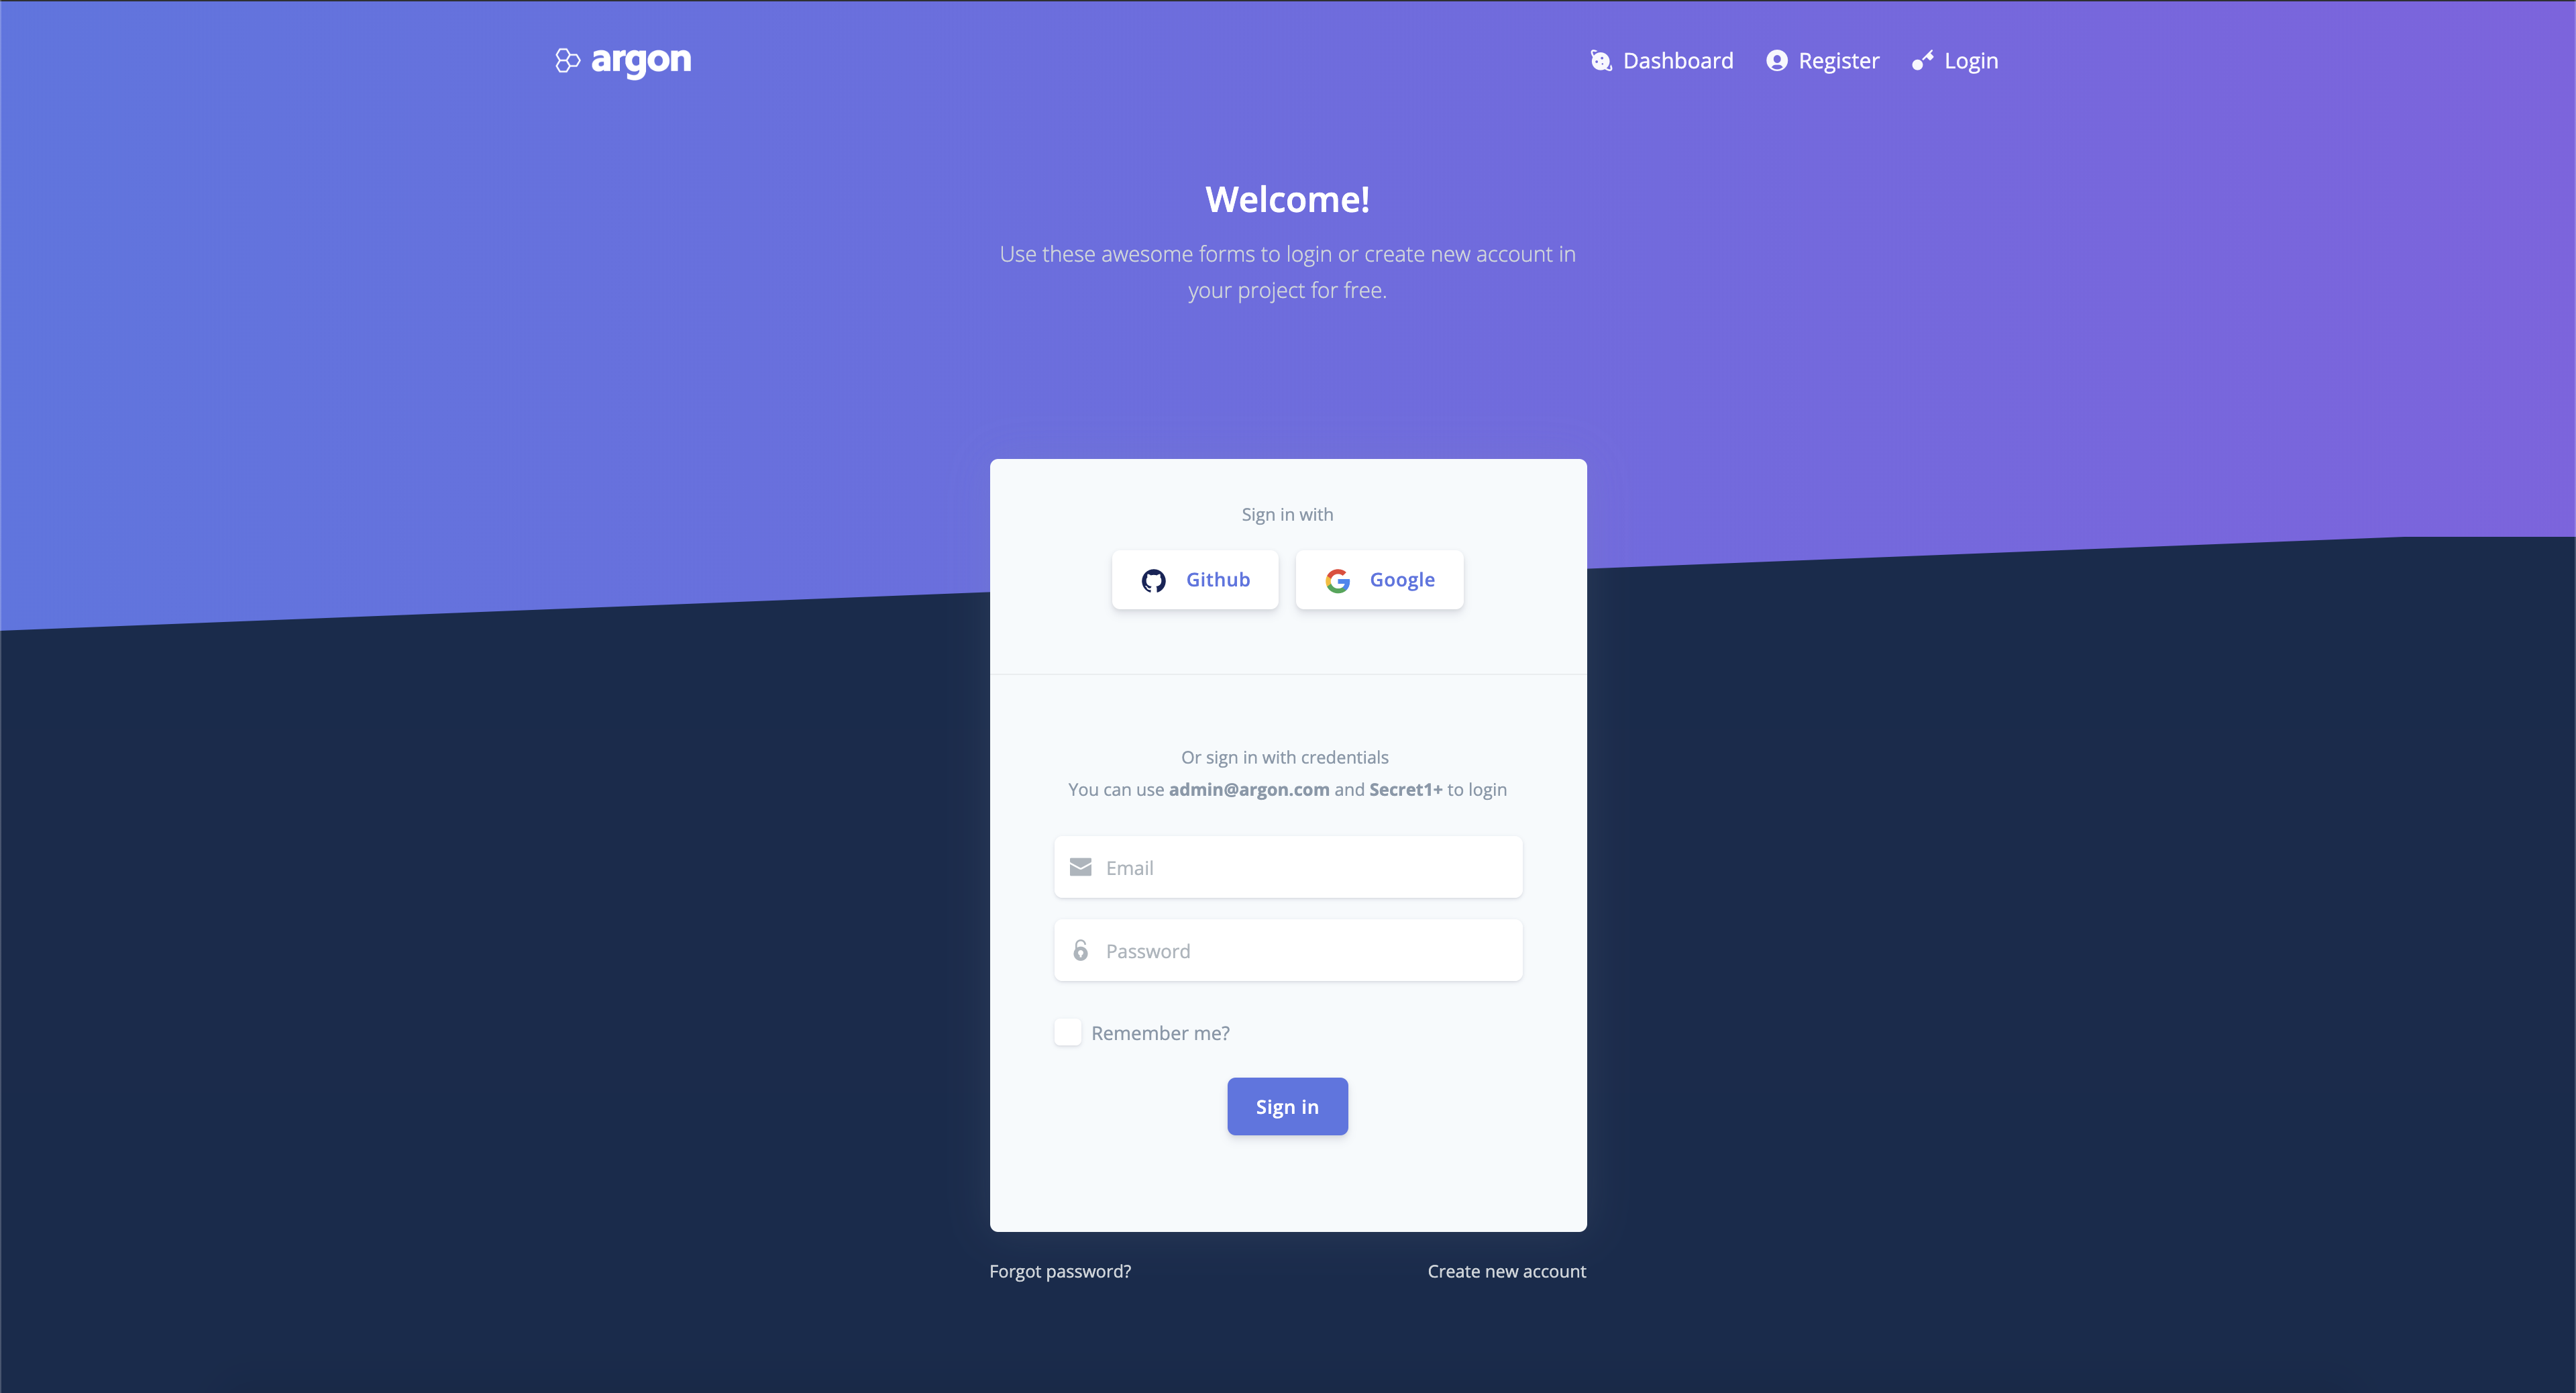 argon
Dashboard Register Login
Welcome!
Use these awesome forms to login or create new account in
your project for free.
Sign in with
Github Google
Or sign in with credentials
You can use admin@argon.com and Secret1+ to login
Email
Password
Remember me?
Sign in
Forgot password? Create new account